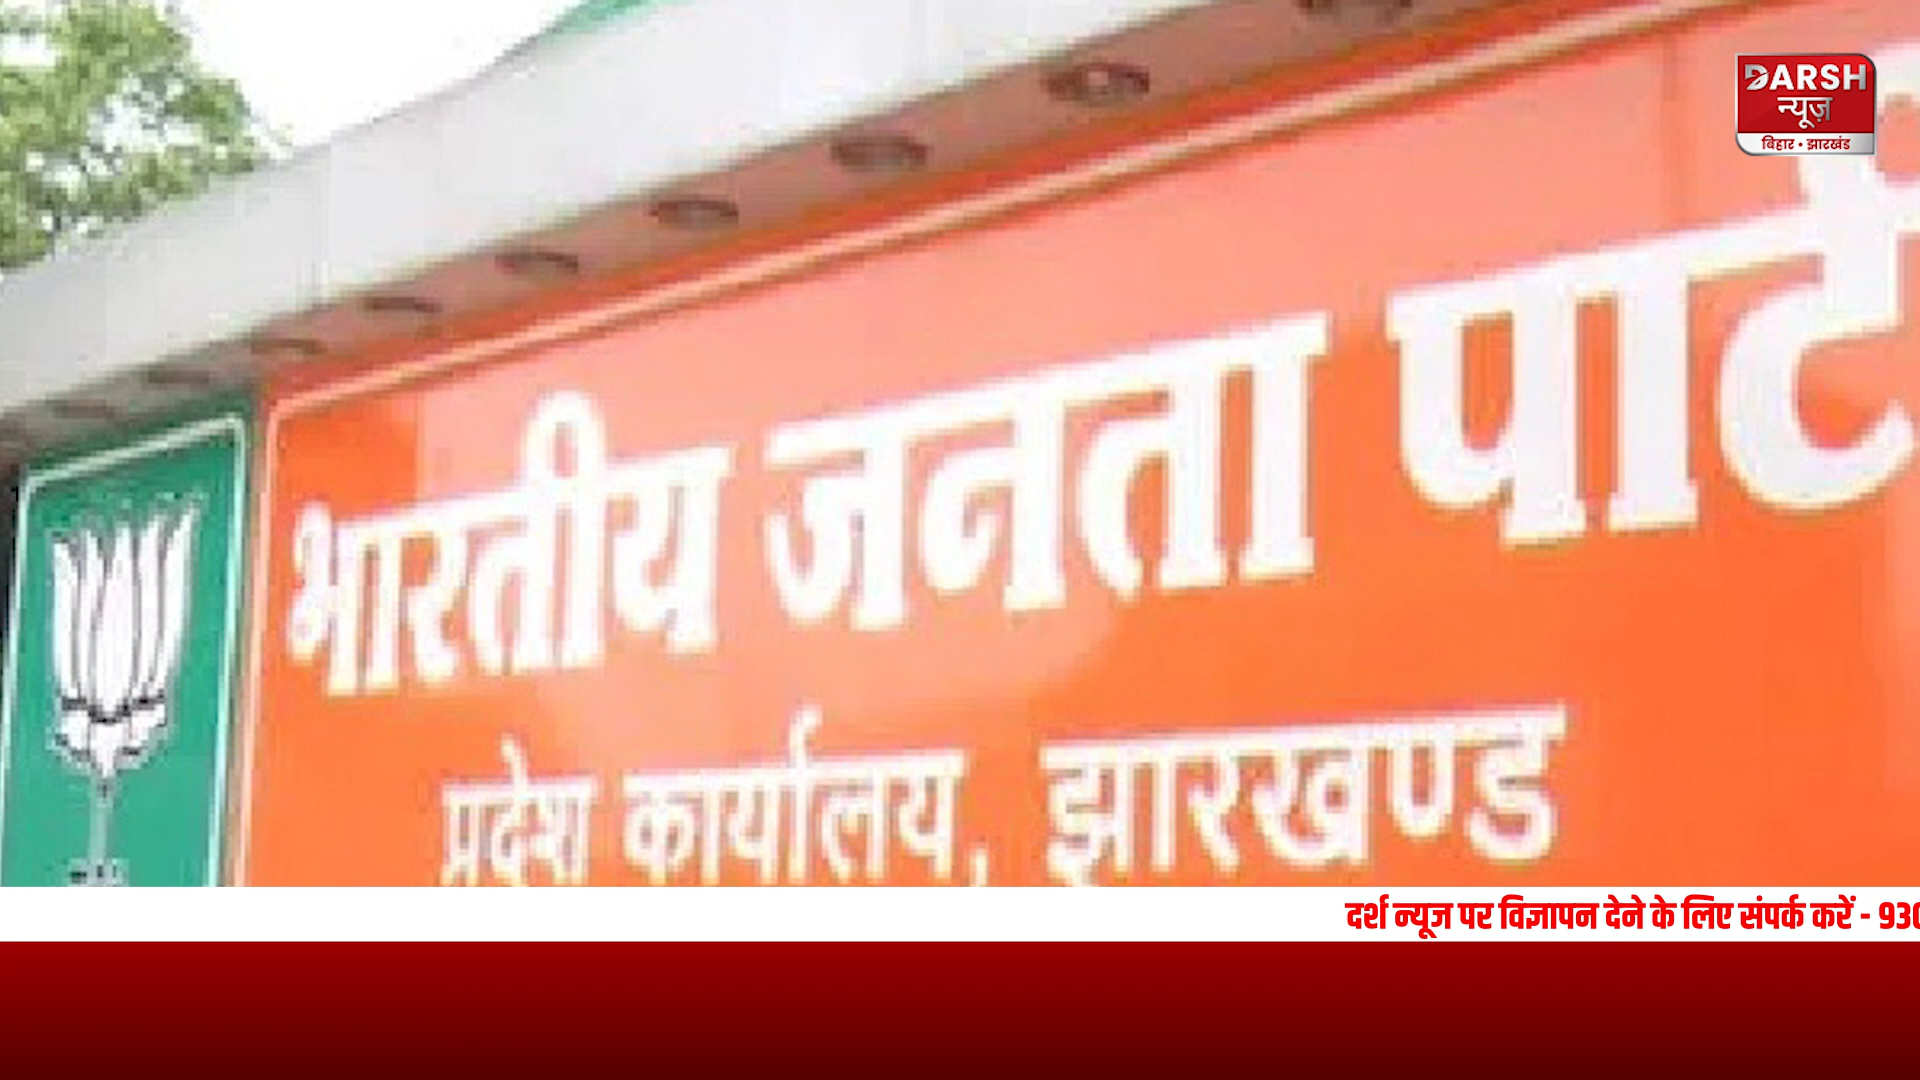 DARSH
न्यूज़
बिहार • झारखंड
भारतीय जनता
प्रदेश कार्यालय, झारखण्ड
दर्श न्यूज पर विज्ञापन देने के लिए संपर्क करें -